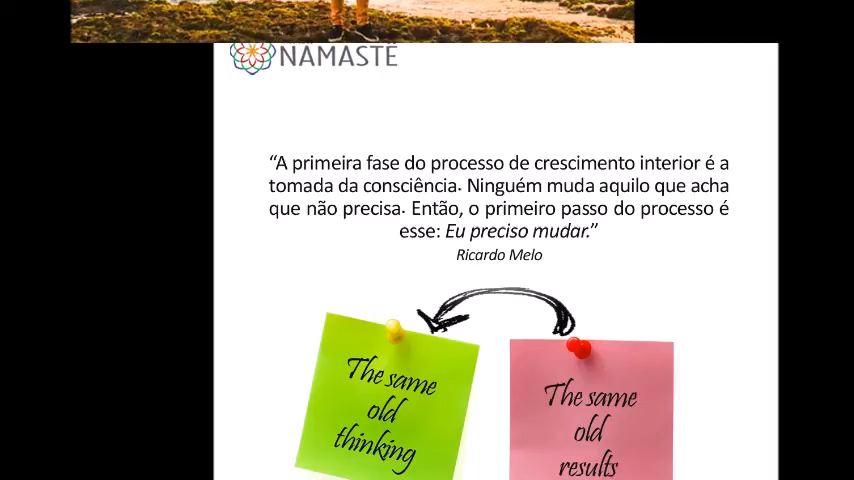 NAMASTÊ
“A primeira fase do processo de crescimento interior é a
tomada da consciência. Ninguém muda aquilo que acha
que não precisa. Então, o primeiro passo do processo é
esse: Eu preciso mudar.”
Ricardo Melo
The same
old
thinking
The same
old
results